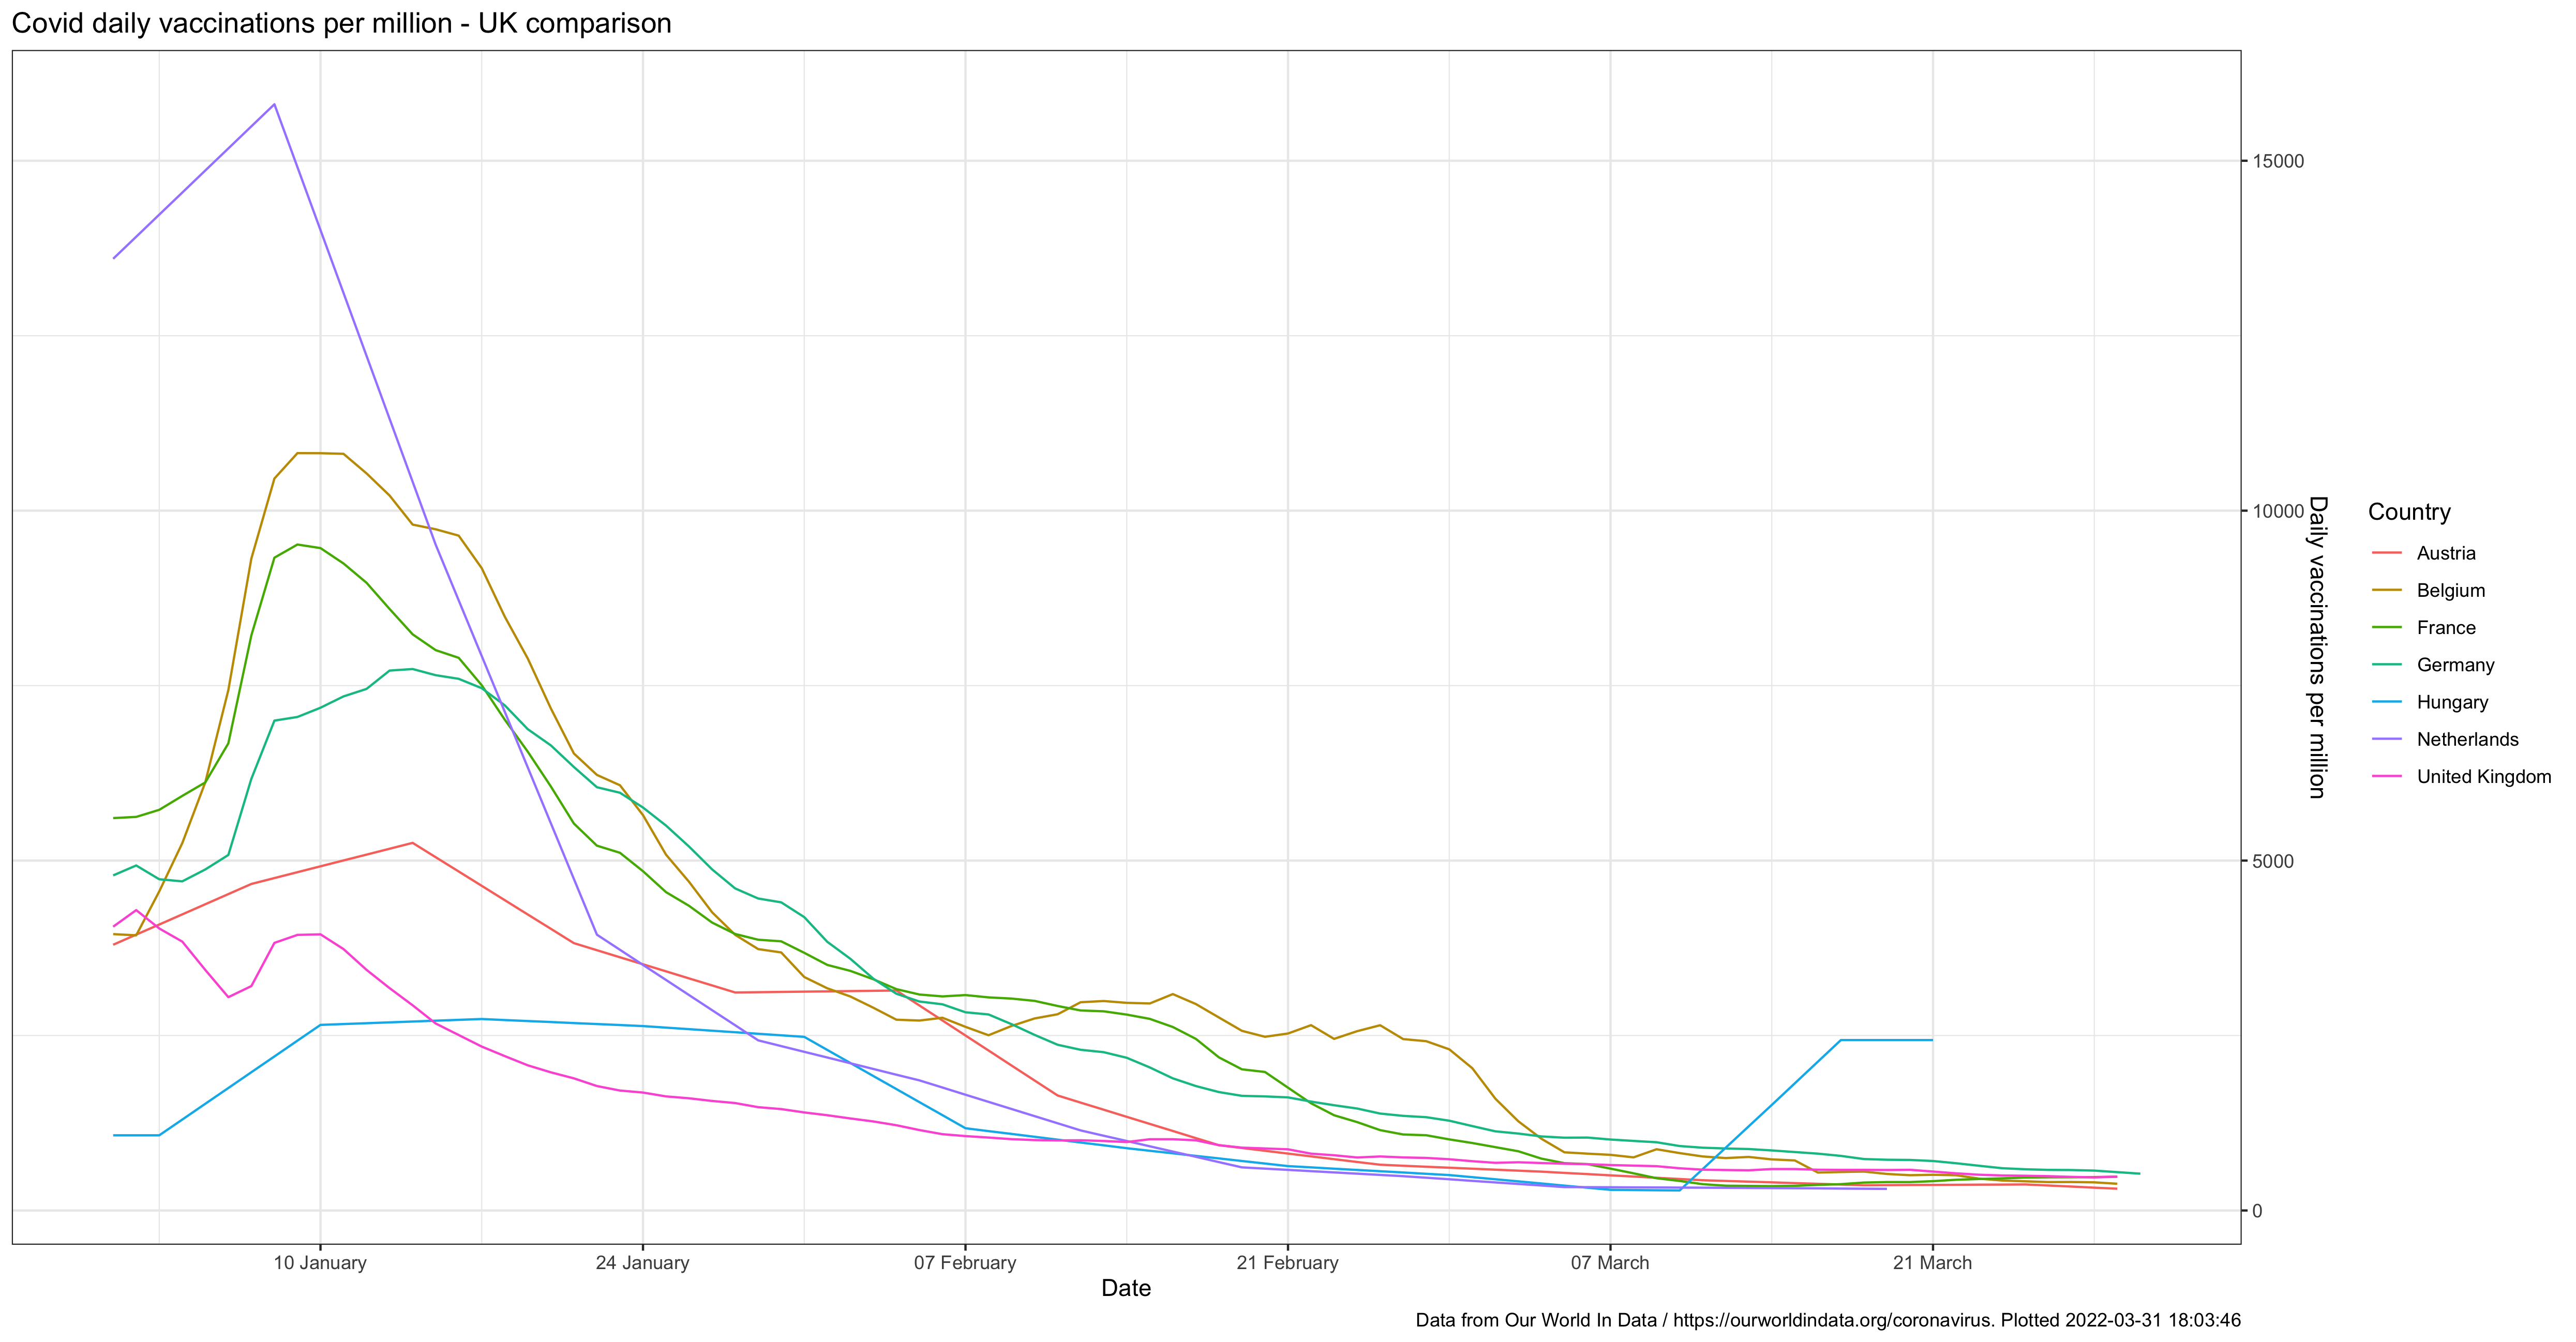 Covid daily vaccinations per million - UK comparison
15000
10000
5000
0
Daily vaccinations per million
Country
Austria
Belgium
France
Germany
Hungary
Netherlands
United Kingdom
10 January
24 January
07 February
21 February
07 March
21 March
Date
Data from Our World In Data / https://ourworldindata.org/coronavirus. Plotted 2022-03-31 18:03:46